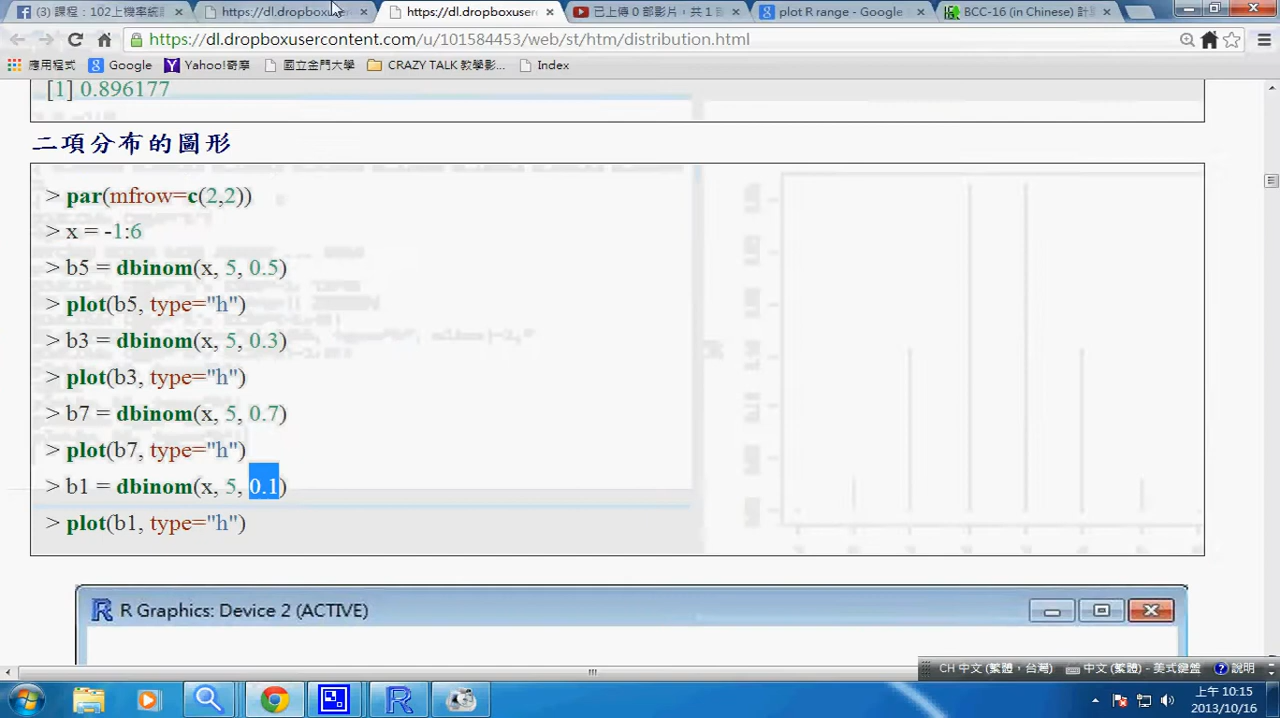 (3) 課程：102上機率統計
https://dl.dropboxuser
https://dl.dropboxuser
已上傳 0 部影片，共 1 部
plot R range - Google
BCC-16 (in Chinese) 計
https://dl.dropboxusercontent.com/u/101584453/web/st/htm/distribution.html
應用程式
Google
Yahoo!奇摩
國立金門大學
CRAZY TALK 教學影...
Index
[1] 0.896177
二項分布的圖形
> par(mfrow=c(2,2))
> x = -1:6
> b5 = dbinom(x, 5, 0.5)
> plot(b5, type="h")
> b3 = dbinom(x, 5, 0.3)
> plot(b3, type="h")
> b7 = dbinom(x, 5, 0.7)
> plot(b7, type="h")
> b1 = dbinom(x, 5, 0.1)
> plot(b1, type="h")
R Graphics: Device 2 (ACTIVE)
CH 中文 (繁體，台灣)
中文 (繁體) - 美式鍵盤
說明
上午 10:15
2013/10/16